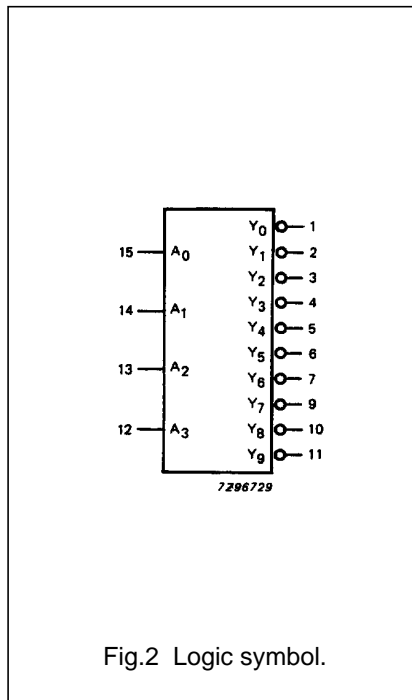 Y0 1
15 A0 Y1 2
Y2 3
14 A1 Y3 4
Y4 5
Y5 6
13 A2 Y6 7
Y7 9
12 A3 Y8 10
Y9 11
7Z96729
Fig.2 Logic symbol.